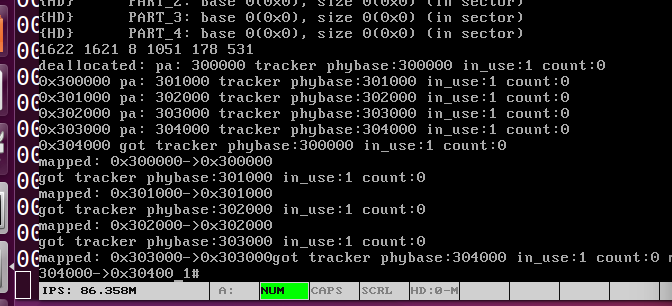 {HD}      PART_2: base 0(0x0), size 0(0x0) (in sector)
{HD}      PART_3: base 0(0x0), size 0(0x0) (in sector)
{HD}      PART_4: base 0(0x0), size 0(0x0) (in sector)
1622 1621 8 1051 178 531
deallocated: pa: 300000 tracker phybase:300000 in_use:1 count:0
0x300000 pa: 301000 tracker phybase:301000 in_use:1 count:0
0x301000 pa: 302000 tracker phybase:302000 in_use:1 count:0
0x302000 pa: 303000 tracker phybase:303000 in_use:1 count:0
0x303000 pa: 304000 tracker phybase:304000 in_use:1 count:0
0x304000 got tracker phybase:300000 in_use:1 count:0
mapped: 0x300000->0x300000
got tracker phybase:301000 in_use:1 count:0
mapped: 0x301000->0x301000
got tracker phybase:302000 in_use:1 count:0
mapped: 0x302000->0x302000
got tracker phybase:303000 in_use:1 count:0
mapped: 0x303000->0x303000got tracker phybase:304000 in_use:1 count:0 m
304000->0x30400_1#
IPS: 86.358M A: NUM CAPS SCRL HD:0-M